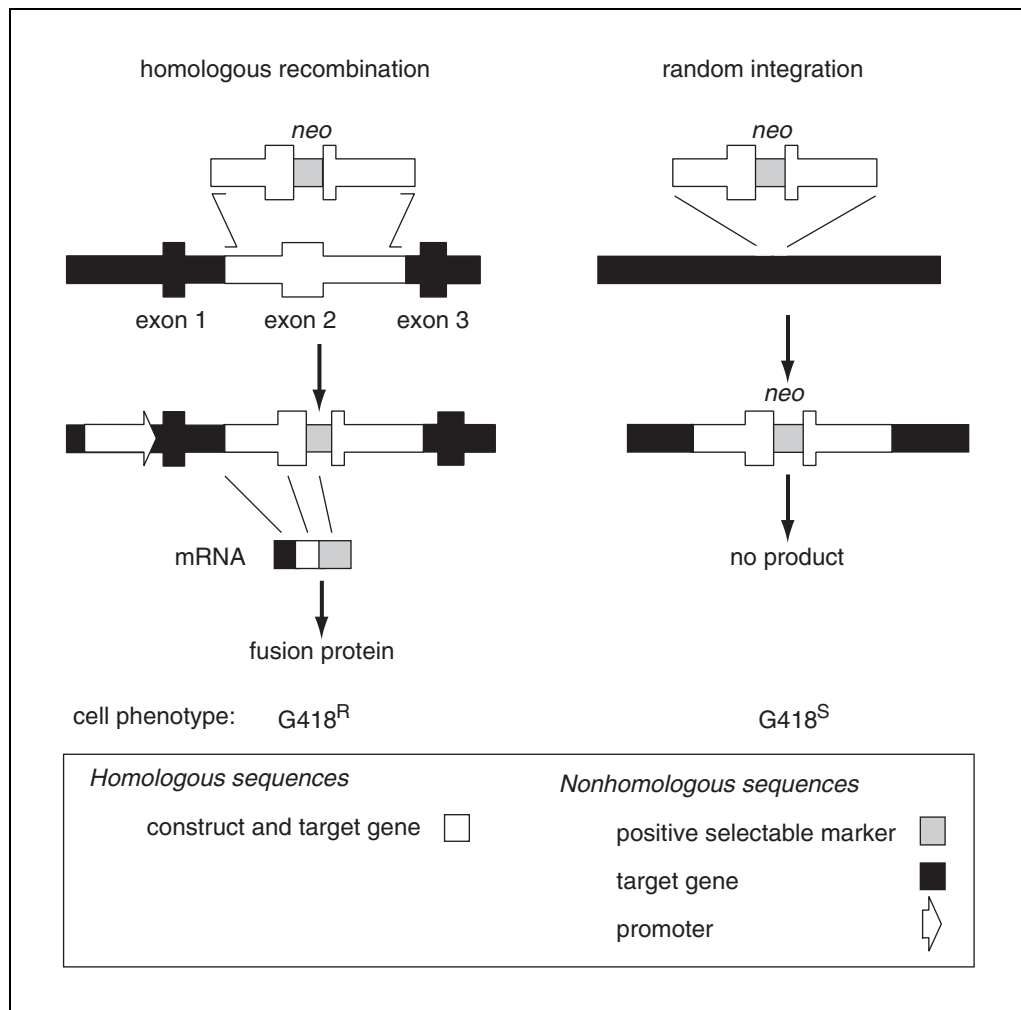 homologous recombination
random integration
neo
neo
exon 1
exon 2
exon 3
neo
mRNA
no product
fusion protein
cell phenotype:
G418R
G418S
Homologous sequences
construct and target gene
Nonhomologous sequences
positive selectable marker
target gene
promoter